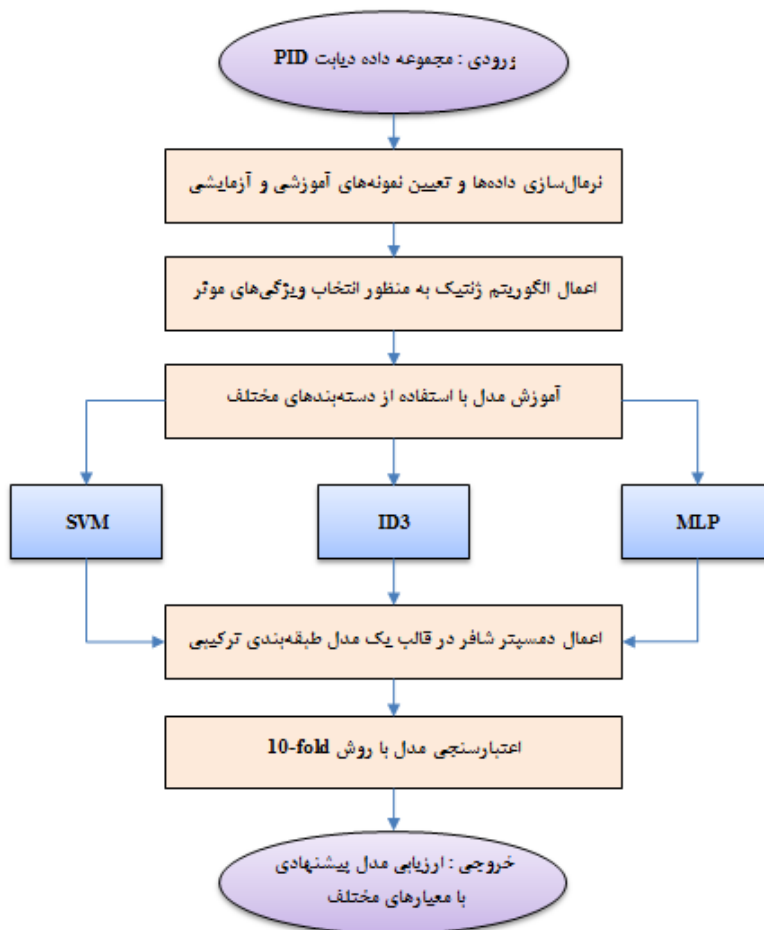 ورودی : مجموعه داده دیابت PID
نرمال‌سازی داده‌ها و تعیین نمونه‌های آموزشی و آزمایشی
اعمال الگوریتم ژنتیک به منظور انتخاب ویژگی‌های موثر
آموزش مدل با استفاده از دسته‌بندهای مختلف
SVM
ID3
MLP
اعمال دمسپتر شافر در قالب یک مدل طبقه‌بندی ترکیبی
اعتبارسنجی مدل با روش 10-fold
خروجی : ارزیابی مدل پیشنهادی
با معیارهای مختلف